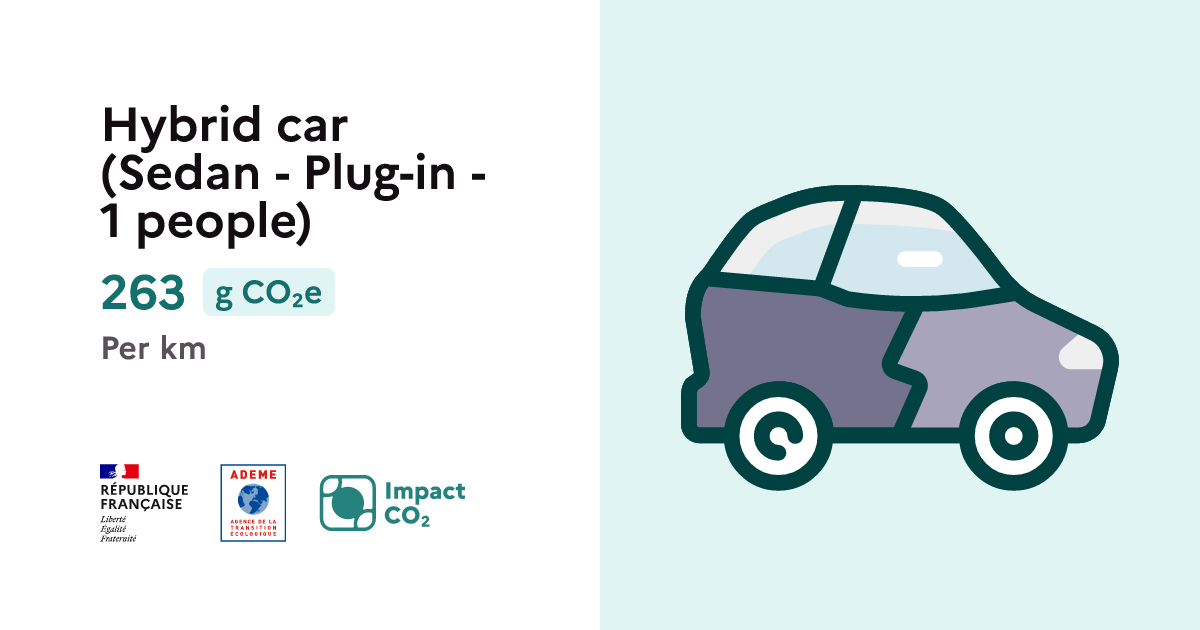 Hybrid car
(Sedan - Plug-in -
1 people)
263 g CO₂e
Per km
RÉPUBLIQUE
FRANÇAISE
Liberté
Égalité
Fraternité
ADEME
AGENCE DE LA
TRANSITION
ÉCOLOGIQUE
Impact
CO₂